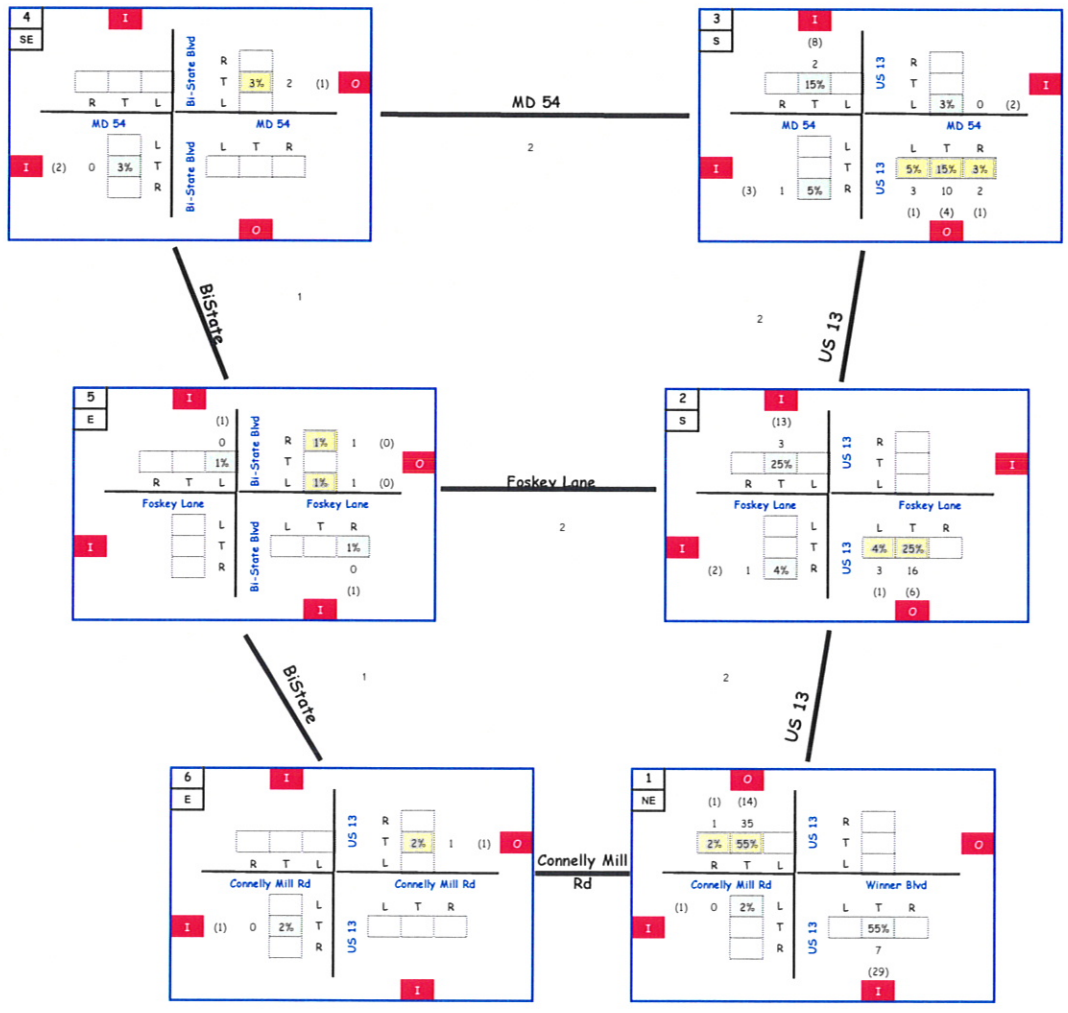 4
SE
I
Bi-State Blvd
R
T 3% 2 (1) O
L
R T L
MD 54
MD 54
I (2) 0 3% T
L
R
Bi-State Blvd
L T R
O
MD 54
2
3
S
I
(8)
2
15%
R T L
US 13
R
T I
L 3% 0 (2)
MD 54
MD 54
L
I T
(3) 1 5% R
US 13
L T R
5% 15% 3%
3 10 2
(1) (4) (1)
O
BiState
1
2
US 13
5
E
I
(1)
0
1%
R T L
Bi-State Blvd
R 1% 1 (0)
T O
L 1% 1 (0)
Foskey Lane
Foskey Lane
L
I T
R
Bi-State Blvd
L T R
1%
0
(1)
I
Foskey Lane
2
2
S
I
(13)
3
25%
R T L
US 13
R
T I
L
Foskey Lane
Foskey Lane
L
I T
(2) 1 4% R
US 13
L T R
4% 25%
3 16
(1) (6)
O
BiState
1
2
US 13
6
E
I
R T L
US 13
R
T 2% 1 (1) O
L
Connelly Mill Rd
Connelly Mill Rd
L
I (1) 0 2% T
R
US 13
L T R
I
Connelly Mill
Rd
1
NE
O
(1) (14)
1 35
2% 55%
R T L
US 13
R
T O
L
Connelly Mill Rd
Winner Blvd
(1) 0 2% L
I T
R
US 13
L T R
55%
7
(29)
I